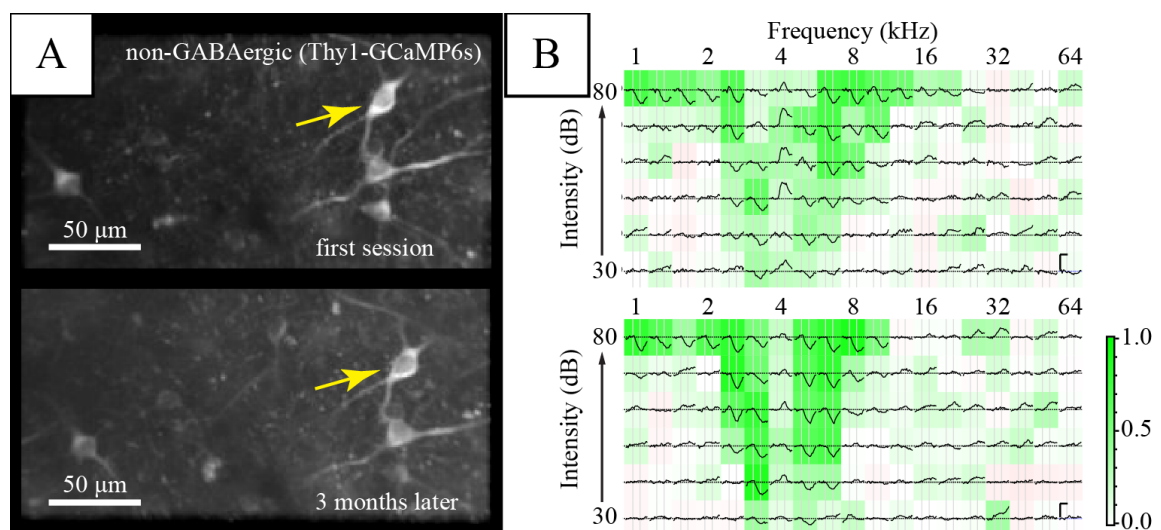 A
non-GABAergic (Thy1-GCaMP6s)
50 μm
first session
50 μm
3 months later
B
Frequency (kHz)
1 2 4 8 16 32 64
80
Intensity (dB)
30
1 2 4 8 16 32 64
80
Intensity (dB)
30
1.0
0.5
0.0